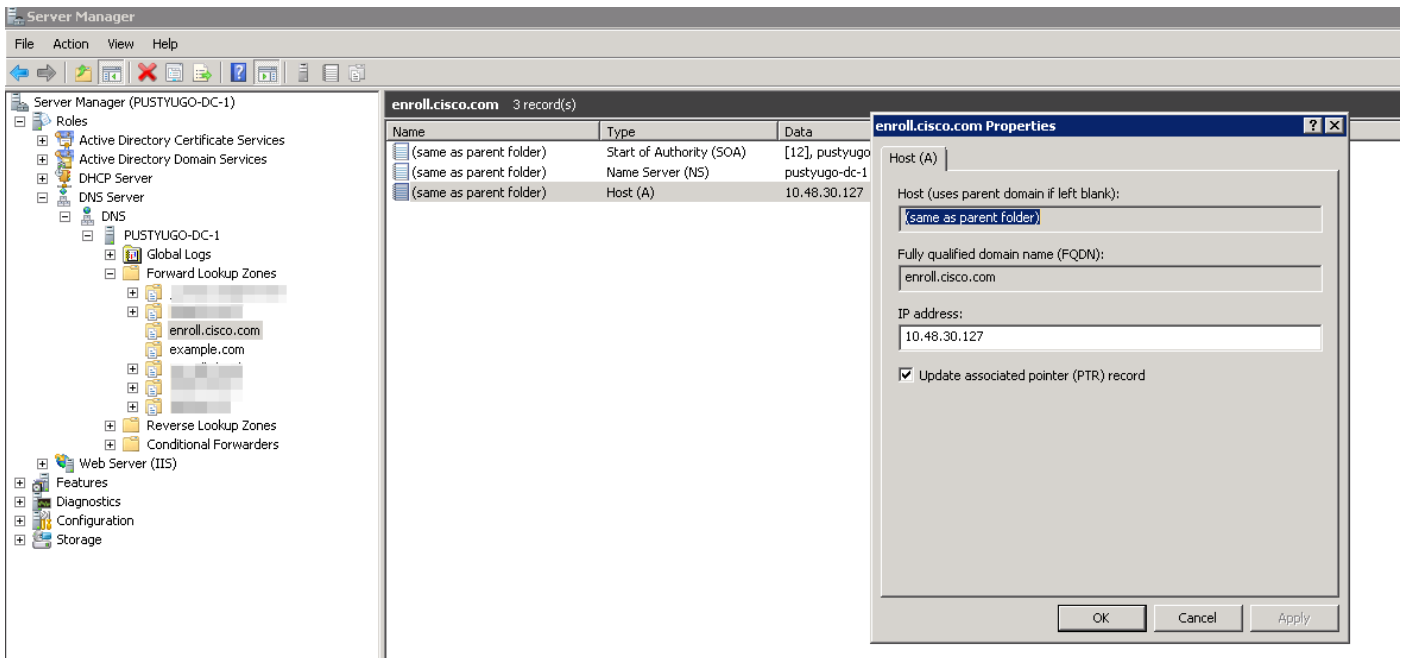 Server Manager
File Action View Help
Server Manager (PUSTYUGO-DC-1)
Roles
Active Directory Certificate Services
Active Directory Domain Services
DHCP Server
DNS Server
DNS
PUSTYUGO-DC-1
Global Logs
Forward Lookup Zones
enroll.cisco.com
example.com
Reverse Lookup Zones
Conditional Forwarders
Web Server (IIS)
Features
Diagnostics
Configuration
Storage
enroll.cisco.com 3 record(s)
Name Type Data
(same as parent folder) Start of Authority (SOA) [12], pustyugo
(same as parent folder) Name Server (NS) pustyugo-dc-1
(same as parent folder) Host (A) 10.48.30.127
enroll.cisco.com Properties
Host (A)
Host (uses parent domain if left blank):
(same as parent folder)
Fully qualified domain name (FQDN):
enroll.cisco.com
IP address:
10.48.30.127
Update associated pointer (PTR) record
OK Cancel Apply